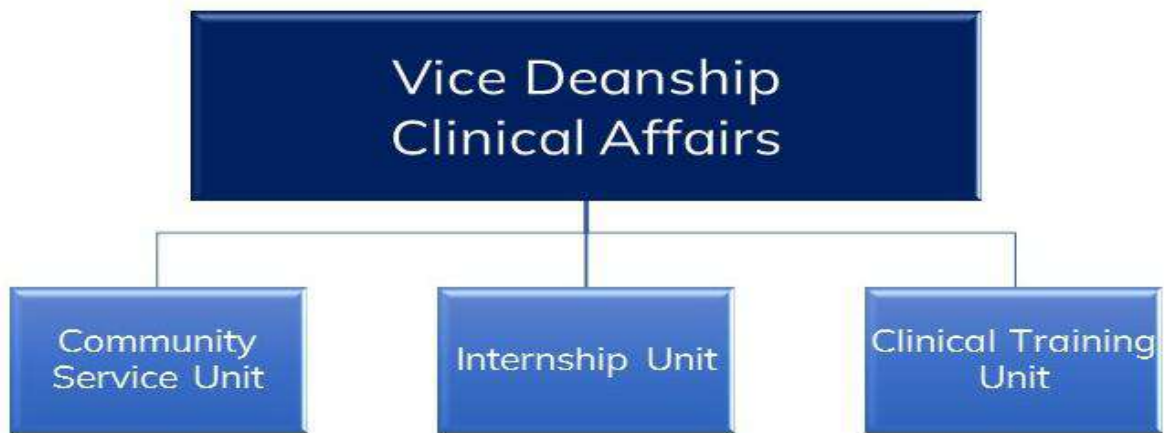 Vice Deanship
Clinical Affairs
Community
Service Unit
Internship Unit
Clinical Training
Unit